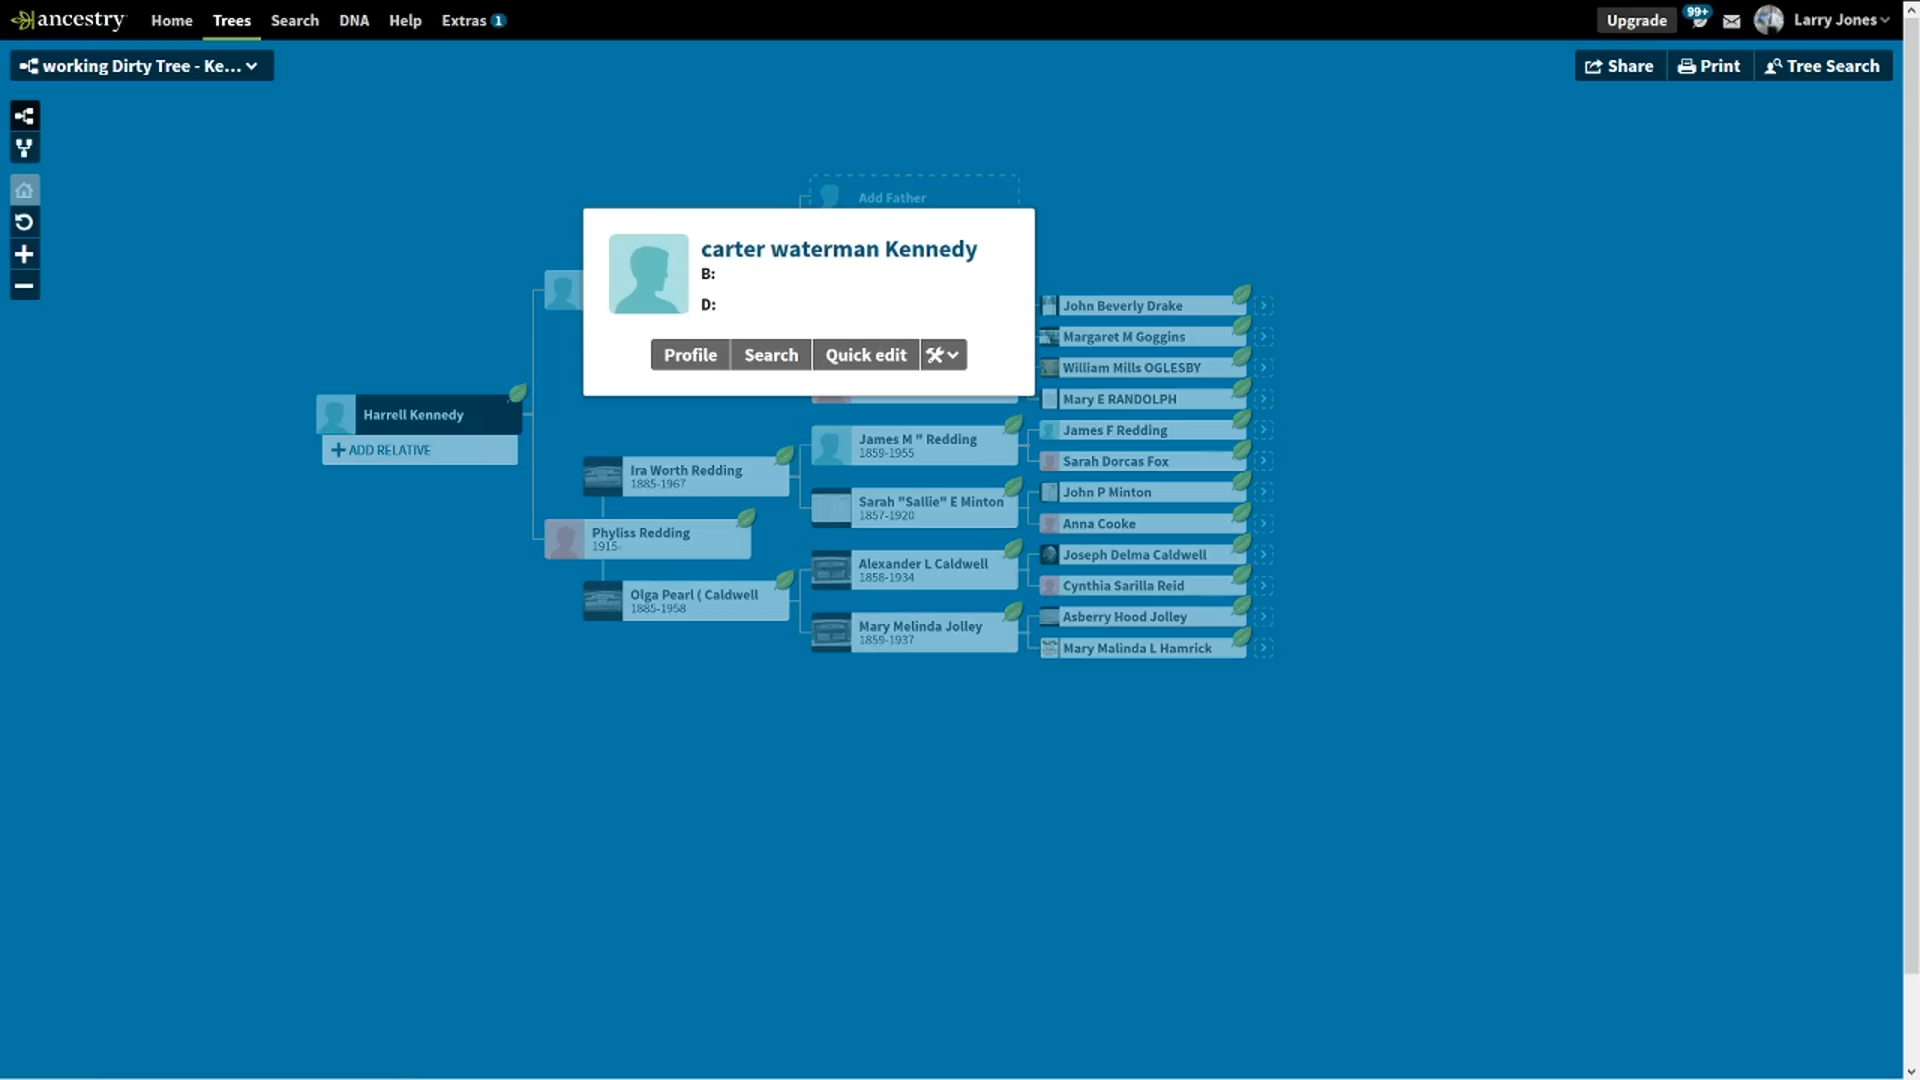 ancestry Home Trees Search DNA Help Extras 1 Upgrade 99+ Larry Jones
working Dirty Tree - Ke... Share Print Tree Search
Add Father
carter waterman Kennedy
B:
D:
Profile Search Quick edit
John Beverly Drake
Margaret M Goggins
William Mills OGLESBY
Mary E RANDOLPH
Harrell Kennedy
ADD RELATIVE
James M " Redding
1859-1955
James F Redding
Sarah Dorcas Fox
Ira Worth Redding
1885-1967
Sarah "Sallie" E Minton
1857-1920
John P Minton
Anna Cooke
Phyliss Redding
1915-
Alexander L Caldwell
1858-1934
Joseph Delma Caldwell
Cynthia Sarilla Reid
Olga Pearl ( Caldwell
1885-1958
Mary Melinda Jolley
1859-1937
Asberry Hood Jolley
Mary Malinda L Hamrick